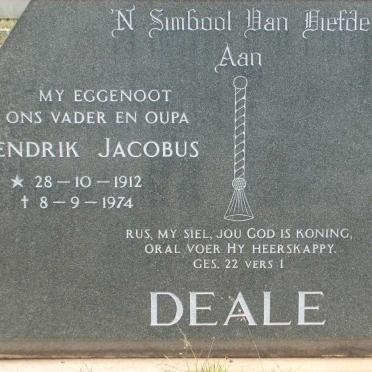 'N Simbool Van Liefde
Aan
MY EGGENOOT
ONS VADER EN OUPA
ENDRIK JACOBUS
★ 28 – 10 – 1912
✝ 8 – 9 – 1974
RUS, MY SIEL, JOU GOD IS KONING,
ORAL VOER HY HEERSKAPPY.
GES. 22 VERS 1
DEALE